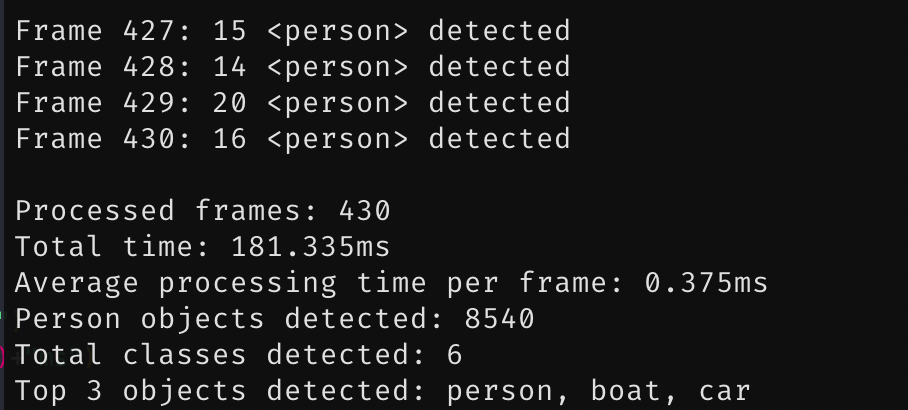 Frame 427: 15 <person> detected
Frame 428: 14 <person> detected
Frame 429: 20 <person> detected
Frame 430: 16 <person> detected
Processed frames: 430
Total time: 181.335ms
Average processing time per frame: 0.375ms
Person objects detected: 8540
Total classes detected: 6
Top 3 objects detected: person, boat, car